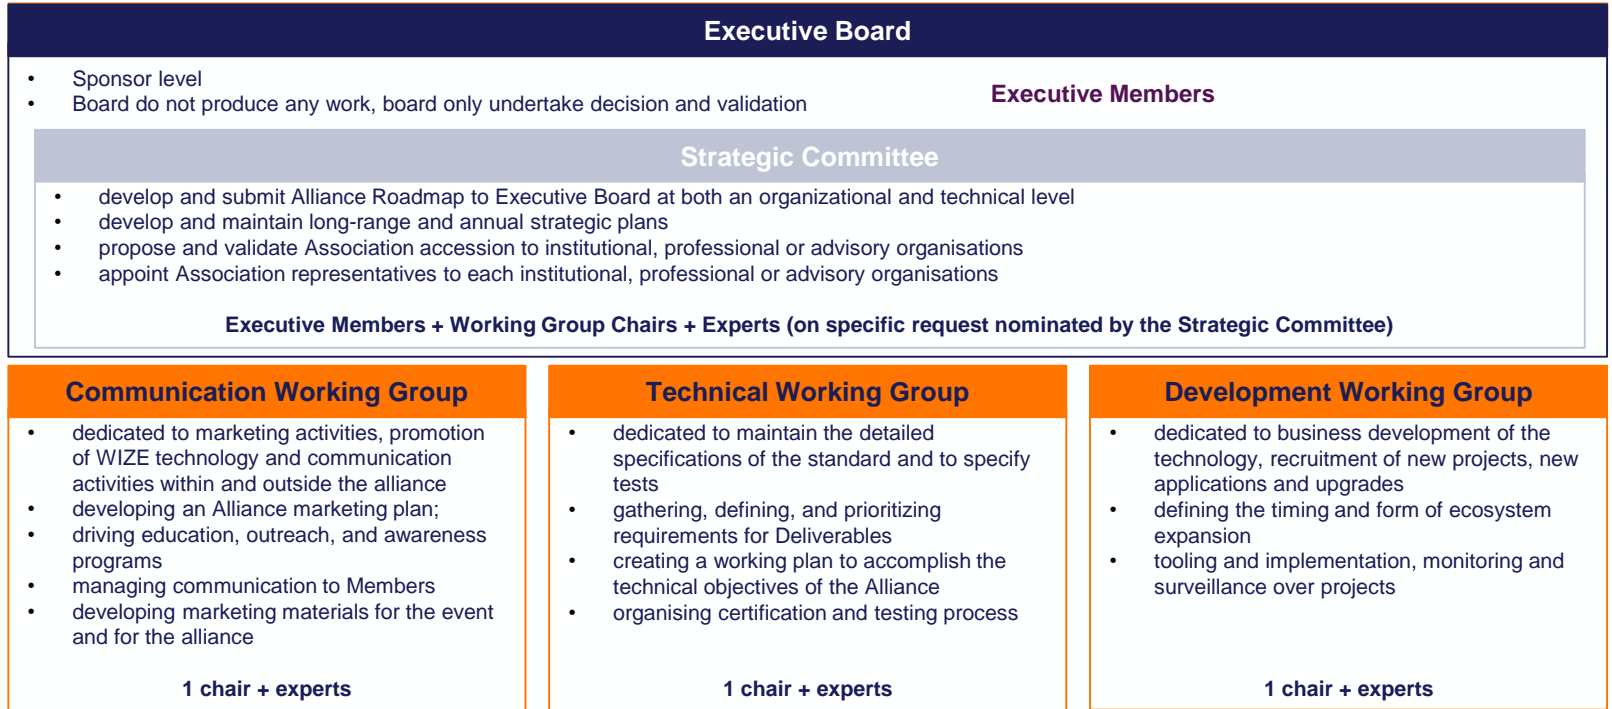 Executive Board
• Sponsor level
• Board do not produce any work, board only undertake decision and validation
Executive Members
Strategic Committee
• develop and submit Alliance Roadmap to Executive Board at both an organizational and technical level
• develop and maintain long-range and annual strategic plans
• propose and validate Association accession to institutional, professional or advisory organisations
• appoint Association representatives to each institutional, professional or advisory organisations
Executive Members + Working Group Chairs + Experts (on specific request nominated by the Strategic Committee)
Communication Working Group
• dedicated to marketing activities, promotion
of WIZE technology and communication
activities within and outside the alliance
• developing an Alliance marketing plan;
• driving education, outreach, and awareness
programs
• managing communication to Members
• developing marketing materials for the event
and for the alliance
1 chair + experts
Technical Working Group
• dedicated to maintain the detailed
specifications of the standard and to specify
tests
• gathering, defining, and prioritizing
requirements for Deliverables
• creating a working plan to accomplish the
technical objectives of the Alliance
• organising certification and testing process
1 chair + experts
Development Working Group
• dedicated to business development of the
technology, recruitment of new projects, new
applications and upgrades
• defining the timing and form of ecosystem
expansion
• tooling and implementation, monitoring and
surveillance over projects
1 chair + experts